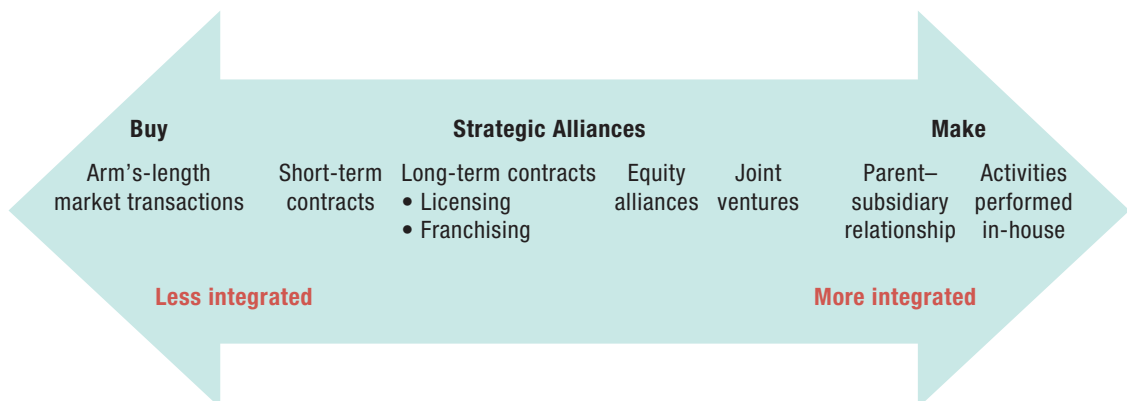 Buy
Strategic Alliances
Make
Arm's-length
market transactions
Short-term
contracts
Long-term contracts
• Licensing
• Franchising
Equity
alliances
Joint
ventures
Parent–
subsidiary
relationship
Activities
performed
in-house
Less integrated
More integrated